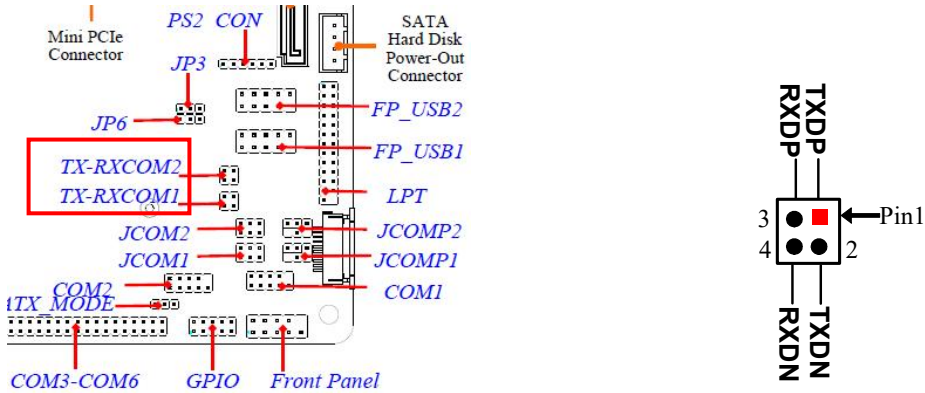 PS2 CON
SATA
Hard Disk
Power-Out
Connector
Mini PCIe
Connector
JP3
FP_USB2
JP6
FP_USB1
TX-RXCOM2
TX-RXCOM1
LPT
JCOM2
JCOMP2
JCOM1
JCOMP1
COM2
COM1
ATX_MODE
COM3-COM6
GPIO
Front Panel
RXDP
TXDP
3
Pin1
4
2
RXDN
TXDN